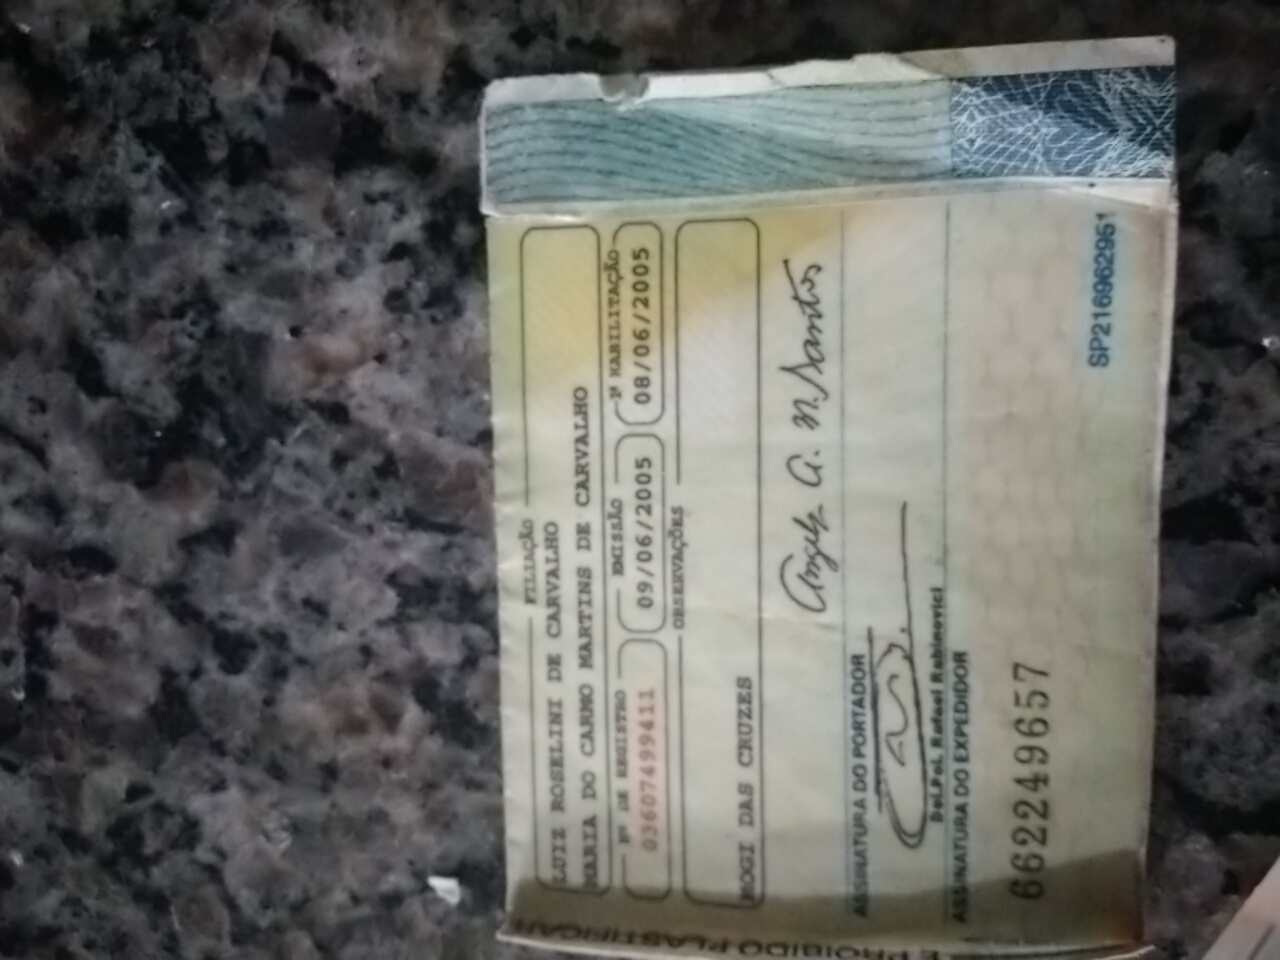 FILIAÇÃO
LUIZ ROSELINI DE CARVALHO
MARIA DO CARMO MARTINS DE CARVALHO
Nº DE REGISTRO EMISSÃO 1ª HABILITAÇÃO
03607499411 09/06/2005 08/06/2005
OBSERVAÇÕES
MOGI DAS CRUZES
Angela A. N. Santos
ASSINATURA DO PORTADOR
Del.Pol. Rafael Rabinovici
ASSINATURA DO EXPEDIDOR
662249657
SP216962951
É PROIBIDO PLASTIFICAR